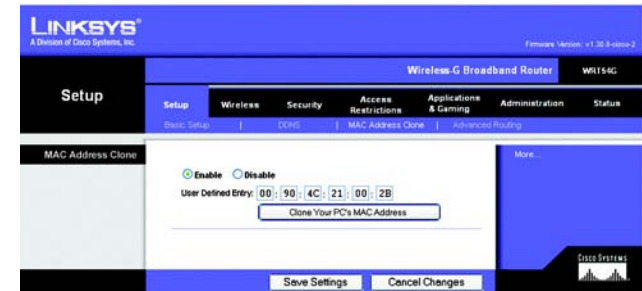 LINKSYS®
A Division of Cisco Systems, Inc.
Firmware Version: v1.30.8-cisco-2
Wireless-G Broadband Router WRT54G
Setup
Setup Wireless Security Access Restrictions Applications & Gaming Administration Status
Basic Setup | DDNS | MAC Address Clone | Advanced Routing
MAC Address Clone
More...
Enable Disable
User Defined Entry: 00 : 90 : 4C : 21 : 00 : 2B
Clone Your PC's MAC Address
CISCO SYSTEMS
Save Settings Cancel Changes